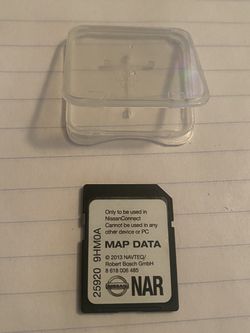 Only to be used in
NissanConnect
Cannot be used in any
other device or PC
MAP DATA
© 2013 NAVTEQ/
Robert Bosch GmbH
8 618 006 485
NISSAN
NAR
25920 9HM0A